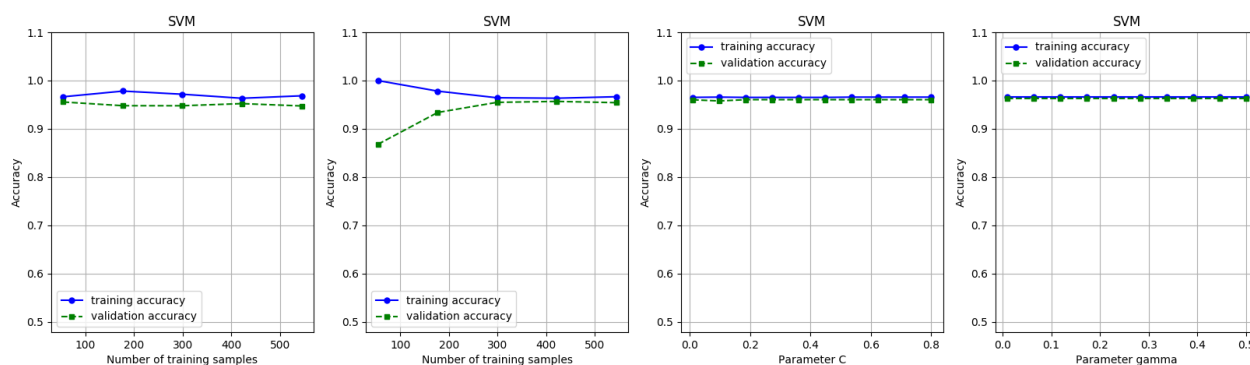 SVM
1.1
1.0
0.9
0.8
0.7
0.6
0.5
Accuracy
training accuracy
validation accuracy
100 200 300 400 500
Number of training samples
SVM
1.1
1.0
0.9
0.8
0.7
0.6
0.5
Accuracy
training accuracy
validation accuracy
100 200 300 400 500
Number of training samples
SVM
1.1
1.0
0.9
0.8
0.7
0.6
0.5
Accuracy
training accuracy
validation accuracy
0.0 0.2 0.4 0.6 0.8
Parameter C
SVM
1.1
1.0
0.9
0.8
0.7
0.6
0.5
Accuracy
training accuracy
validation accuracy
0.0 0.1 0.2 0.3 0.4 0.5
Parameter gamma